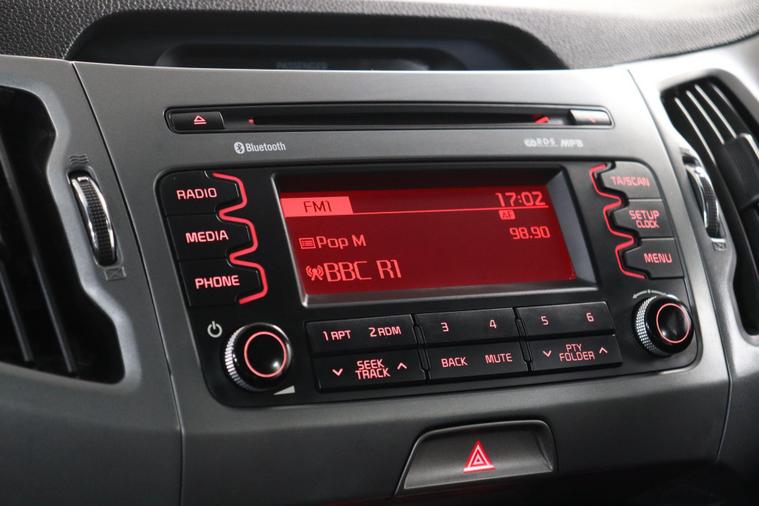 PASSENGER
Bluetooth
RDS MP3
RADIO
MEDIA
PHONE
FM1 17:02
AF
Pop M 98.90
BBC R1
TA/SCAN
SETUP
CLOCK
MENU
1 RPT 2 RDM 3 4 5 6
SEEK
TRACK
BACK MUTE
PTY
FOLDER